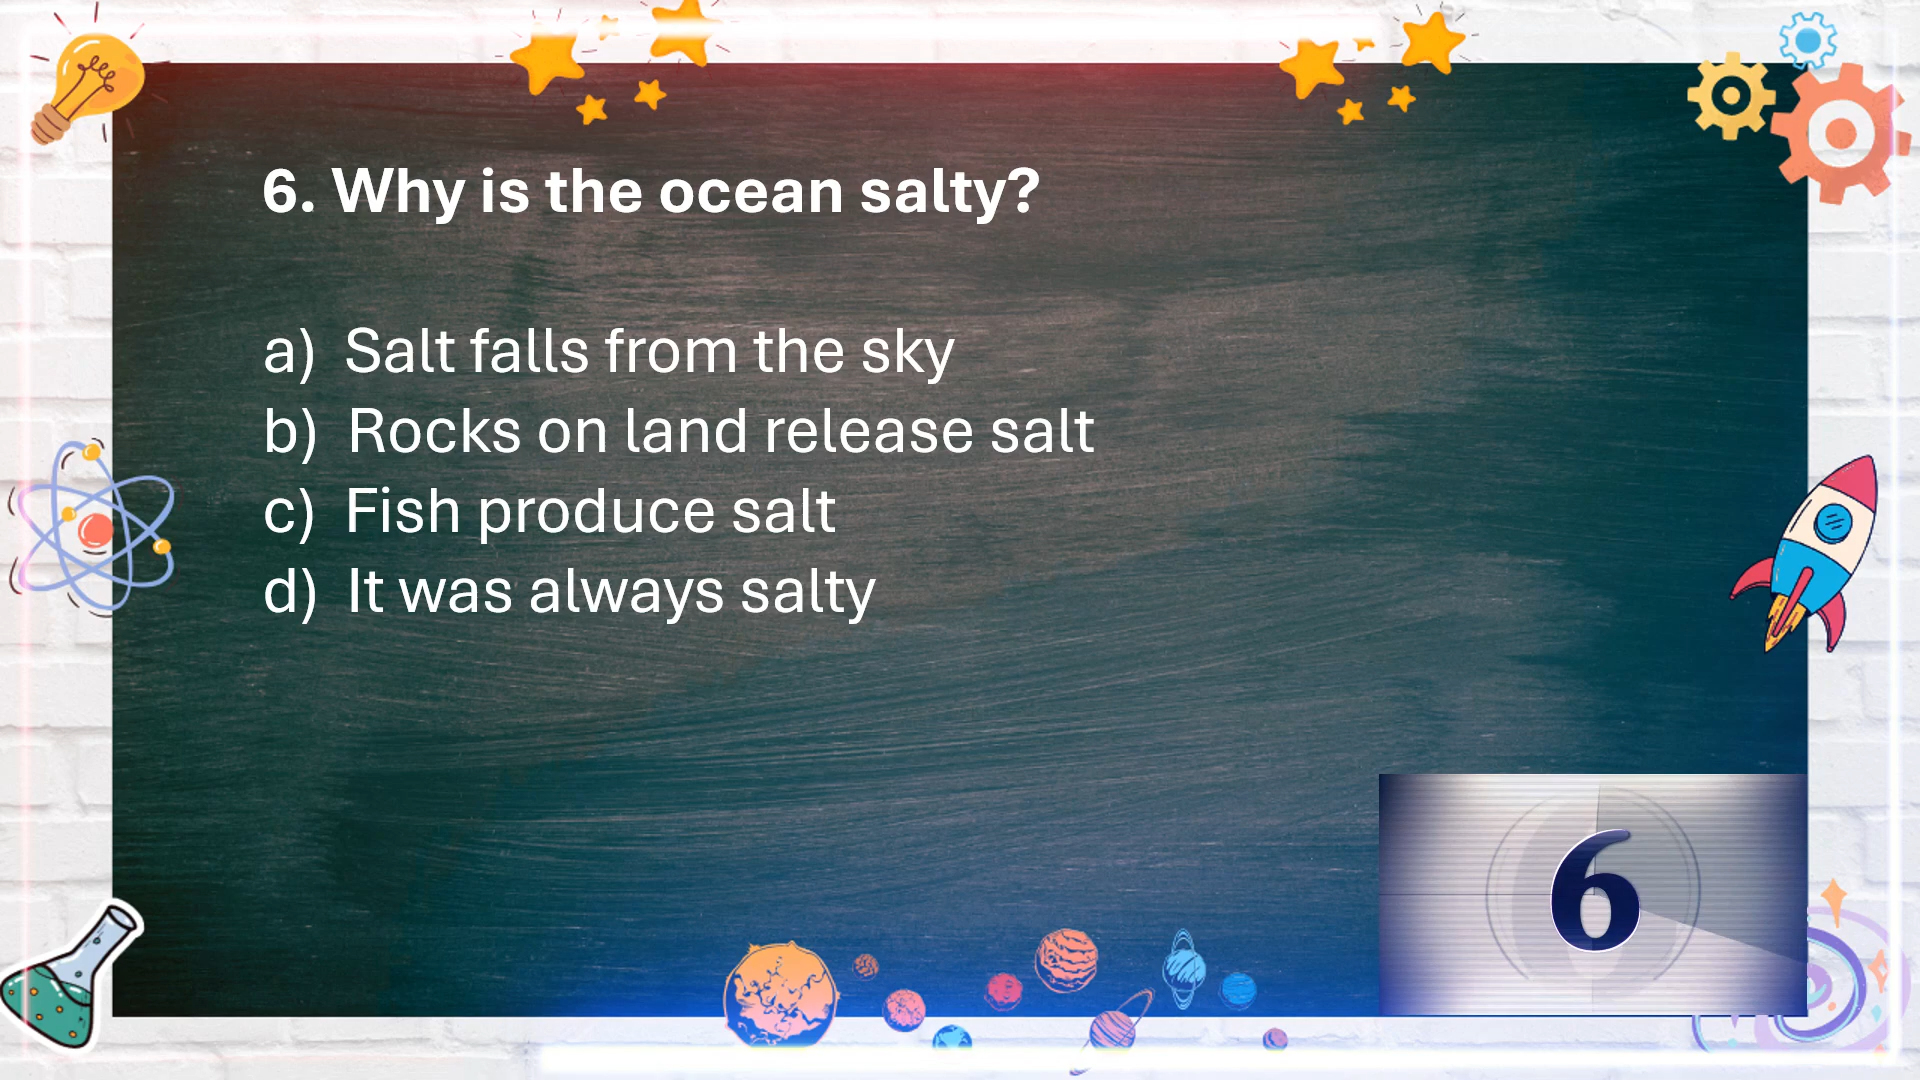 6. Why is the ocean salty?
a) Salt falls from the sky
b) Rocks on land release salt
c) Fish produce salt
d) It was always salty
6